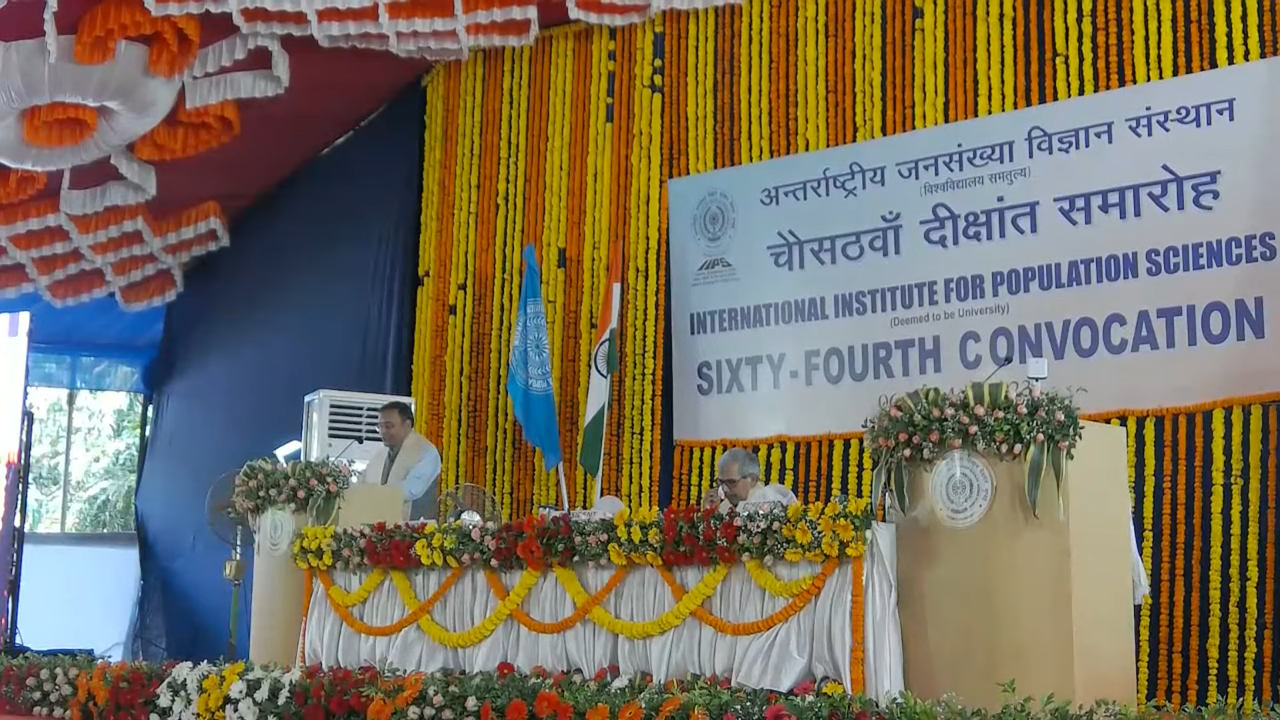 अन्तर्राष्ट्रीय जनसंख्या विज्ञान संस्थान
(विश्वविद्यालय समतुल्य)
चौसठवाँ दीक्षांत समारोह
IIPS
INTERNATIONAL INSTITUTE FOR POPULATION SCIENCES
(Deemed to be University)
SIXTY-FOURTH CONVOCATION